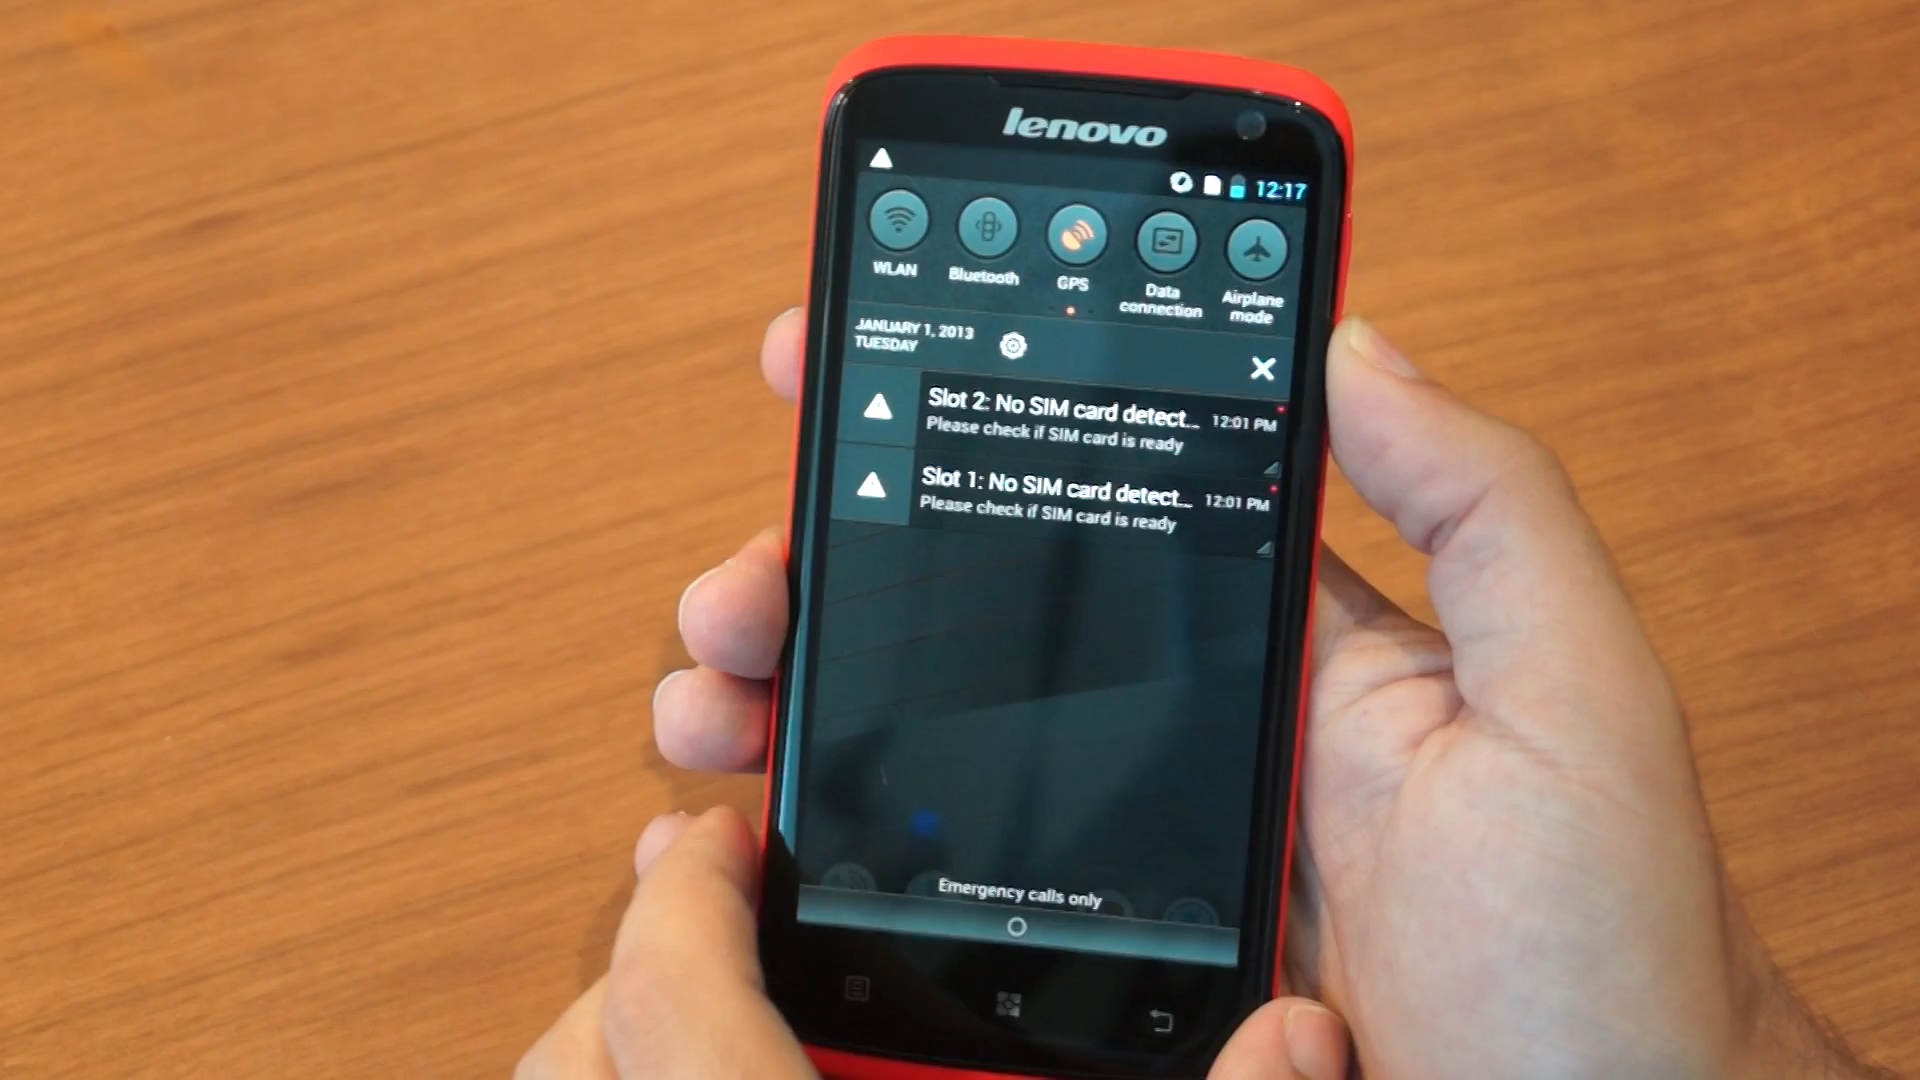 lenovo
12:17
WLAN
Bluetooth
GPS
Data
connection
Airplane
mode
JANUARY 1, 2013
TUESDAY
Slot 2: No SIM card detect... 12:01 PM
Please check if SIM card is ready
Slot 1: No SIM card detect... 12:01 PM
Please check if SIM card is ready
Emergency calls only